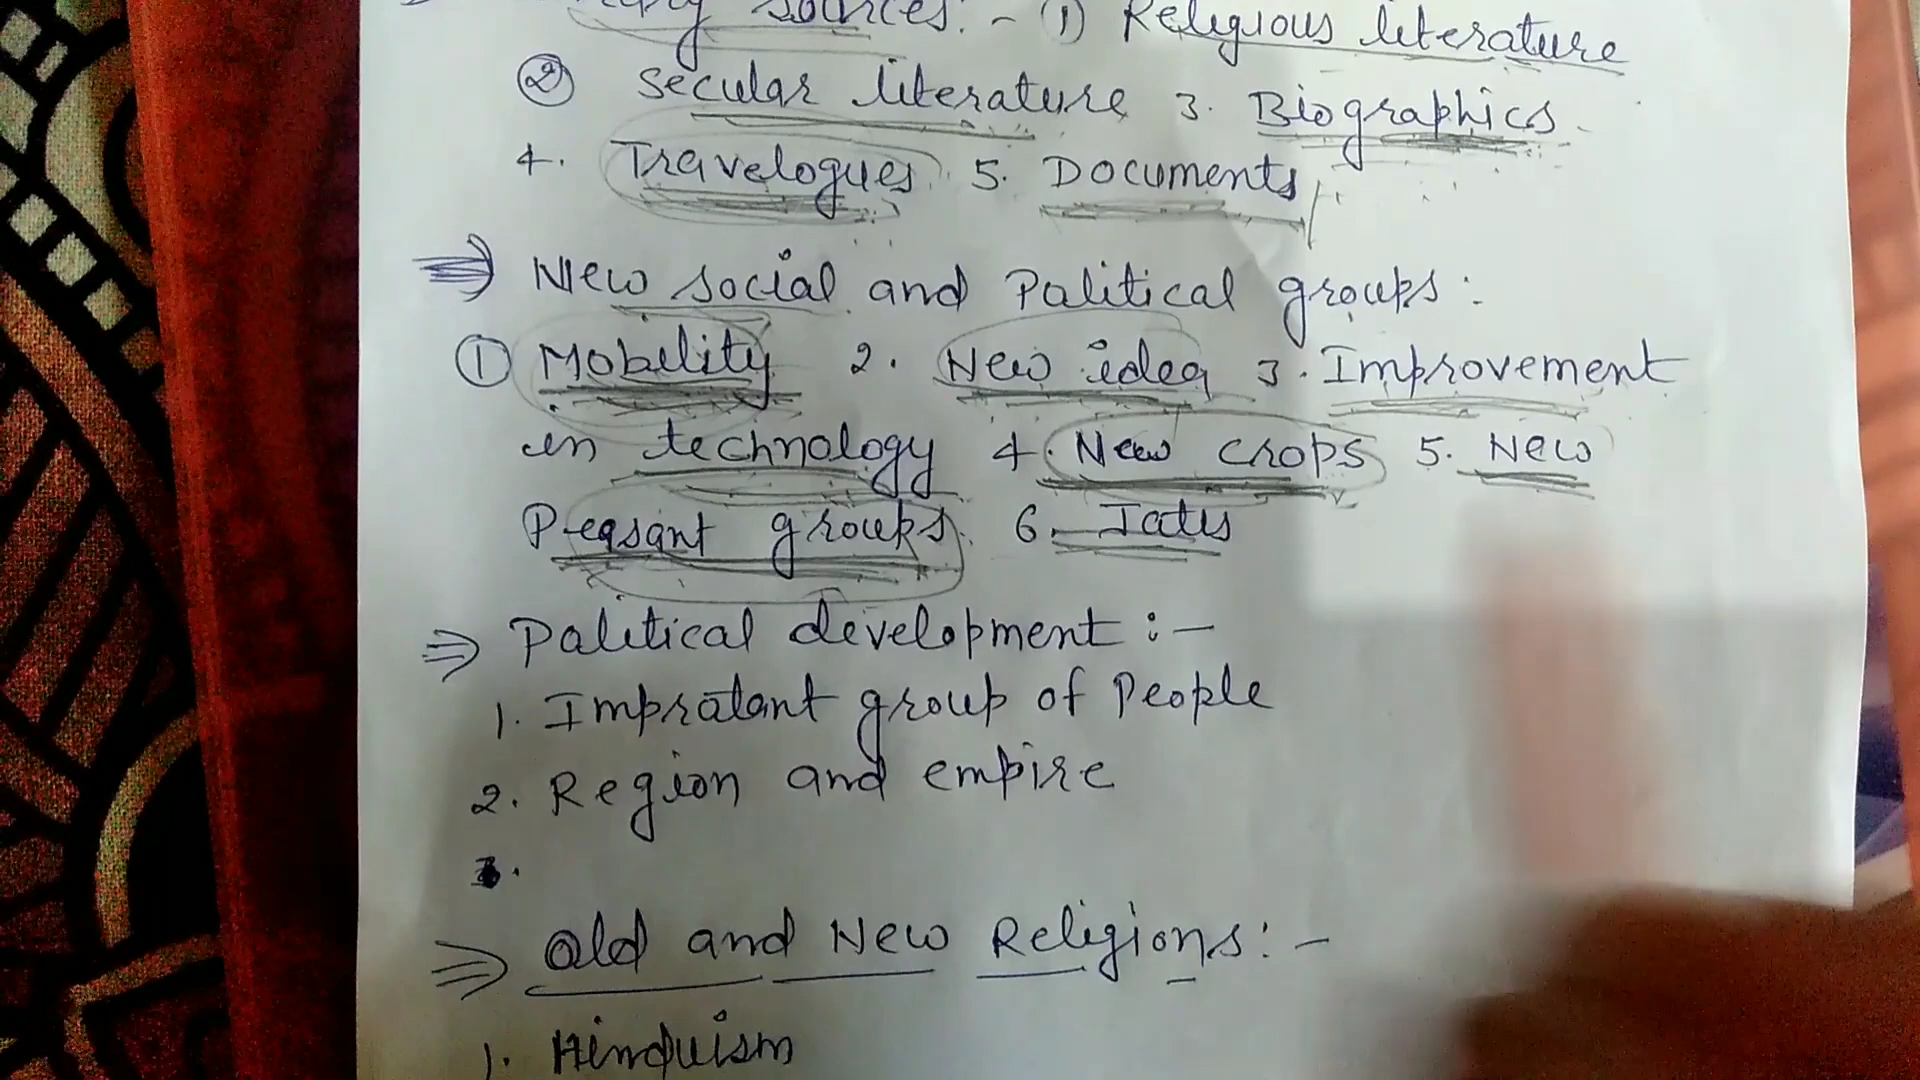 sources: - (1) Religious literature
(2) secular literature 3. Biographics
4. Travelogues 5. Documents
⇒ New social and Palitical groups :
(1) Mobility 2. New idea 3. Improvement
in technology 4. New crops 5. New
Peasant groups 6. Jatis
⇒ Palitical development : -
1. Impratant group of People
2. Region and empire
3.
⇒ Old and New Religions: -
1. Hinduism